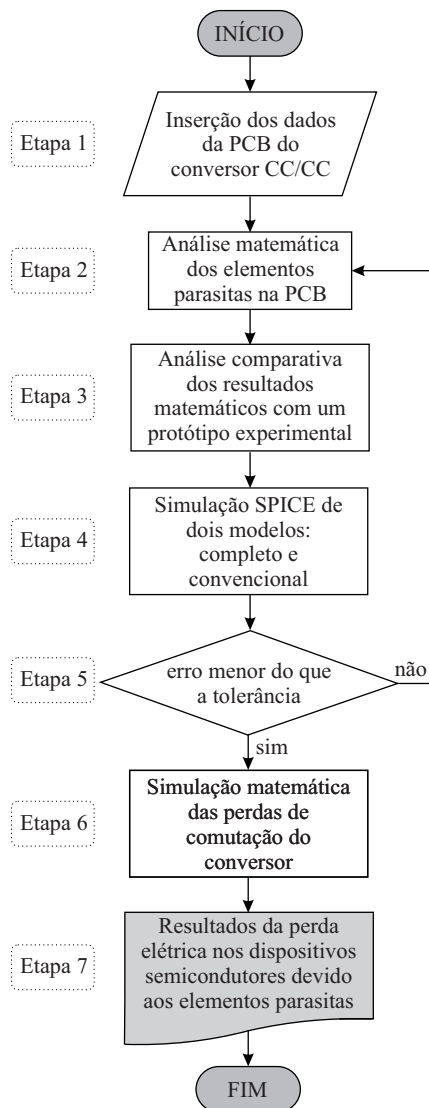 INÍCIO
Etapa 1
Inserção dos dados
da PCB do
conversor CC/CC
Etapa 2
Análise matemática
dos elementos
parasitas na PCB
Etapa 3
Análise comparativa
dos resultados
matemáticos com um
protótipo experimental
Etapa 4
Simulação SPICE de
dois modelos:
completo e
convencional
Etapa 5
erro menor do que
a tolerância
não
sim
Etapa 6
Simulação matemática
das perdas de
comutação do
conversor
Etapa 7
Resultados da perda
elétrica nos dispositivos
semicondutores devido
aos elementos parasitas
FIM